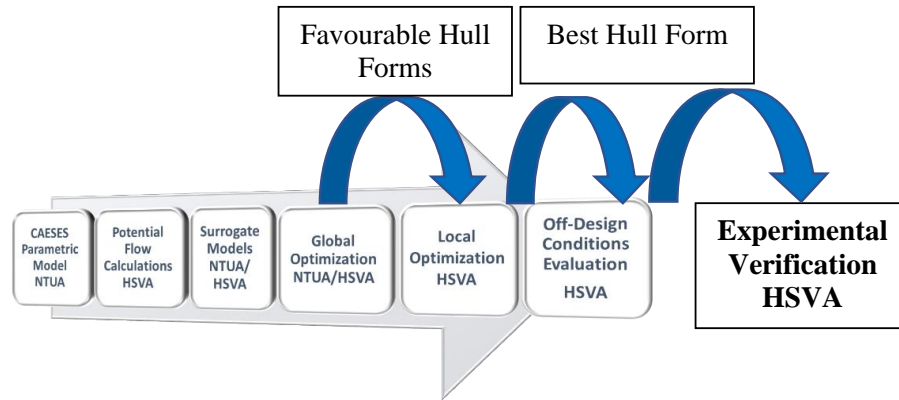 Favourable Hull
Forms
Best Hull Form
CAESES
Parametric
Model
NTUA
Potential
Flow
Calculations
HSVA
Surrogate
Models
NTUA/
HSVA
Global
Optimization
NTUA/HSVA
Local
Optimization
HSVA
Off-Design
Conditions
Evaluation
HSVA
Experimental
Verification
HSVA